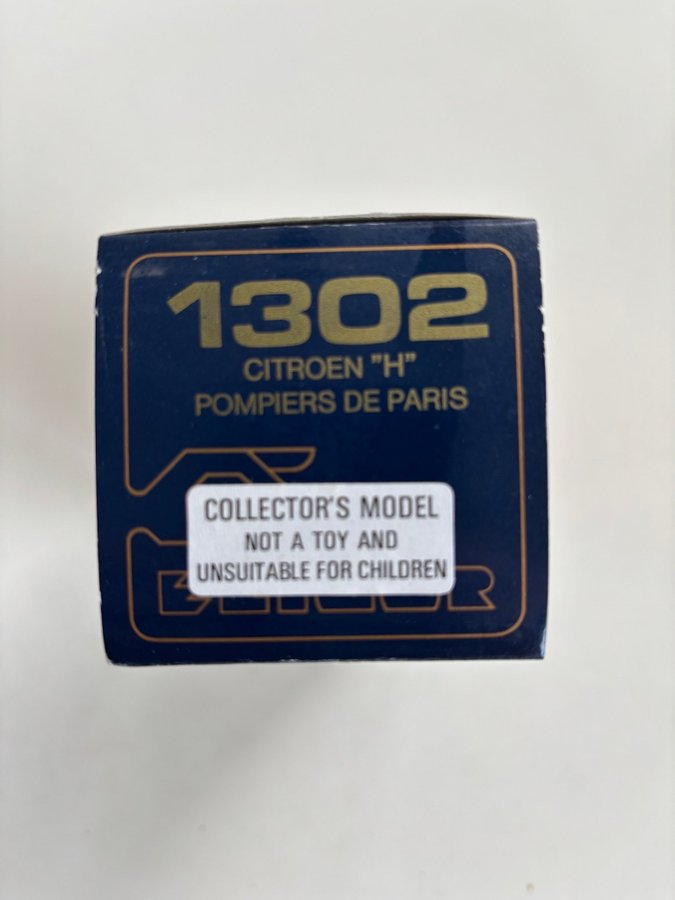 1302
CITROEN "H"
POMPIERS DE PARIS
COLLECTOR'S MODEL
NOT A TOY AND
UNSUITABLE FOR CHILDREN